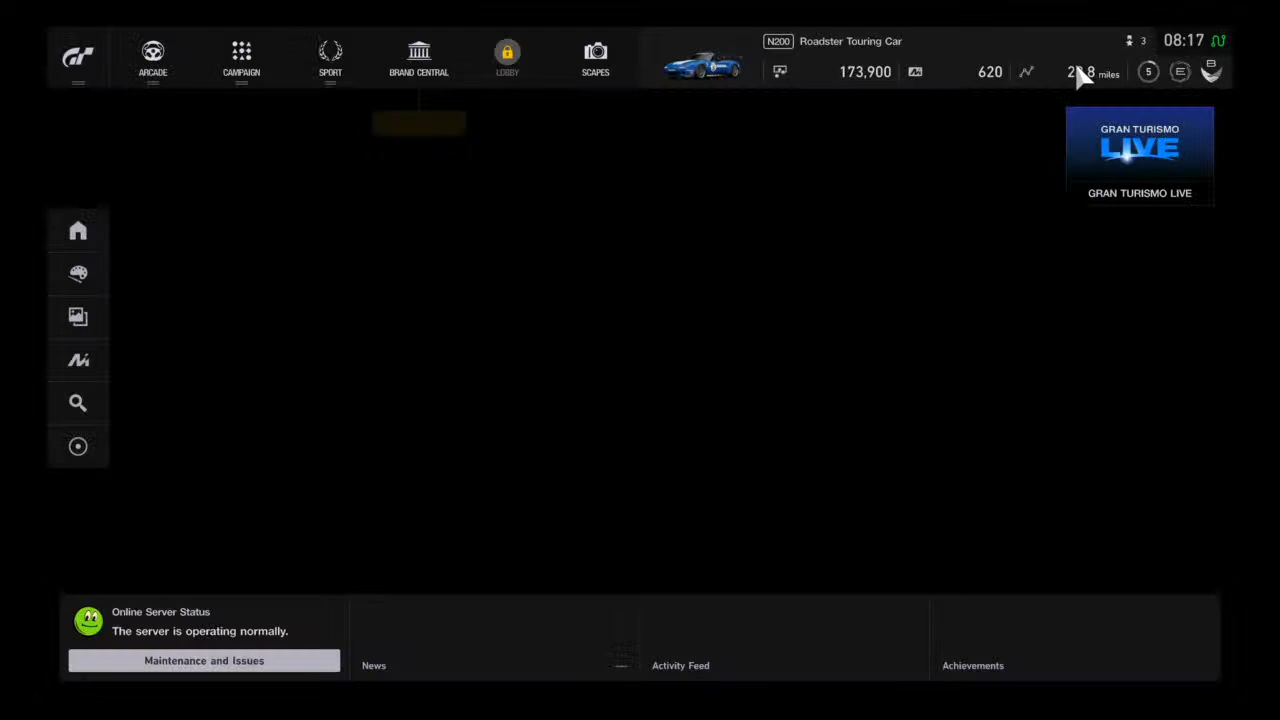 ARCADE
CAMPAIGN
SPORT
BRAND CENTRAL
LOBBY
SCAPES
N200 Roadster Touring Car
3
08:17
173,900
620
miles
5
E
B
GRAN TURISMO
LIVE
GRAN TURISMO LIVE
Online Server Status
The server is operating normally.
Maintenance and Issues
News
Activity Feed
Achievements